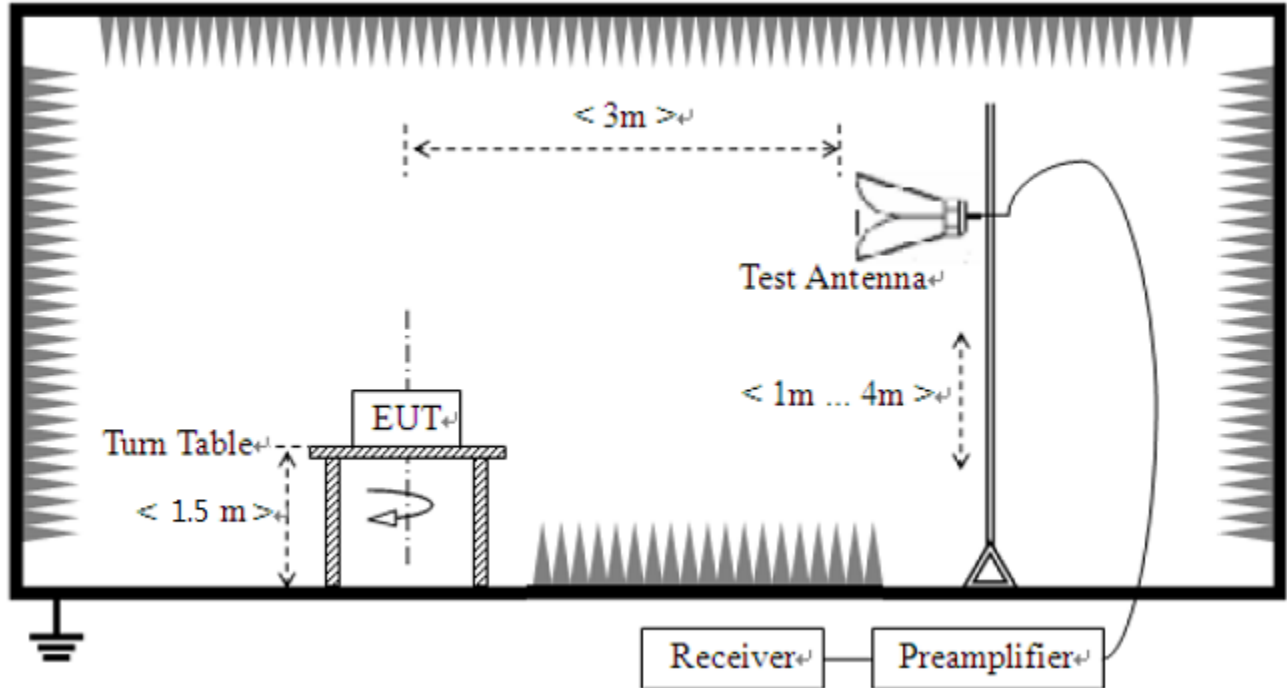 < 3m >↵
Test Antenna↵
< 1m ... 4m >↵
EUT↵
Turn Table↵
< 1.5 m >↵
Receiver↵
Preamplifier↵